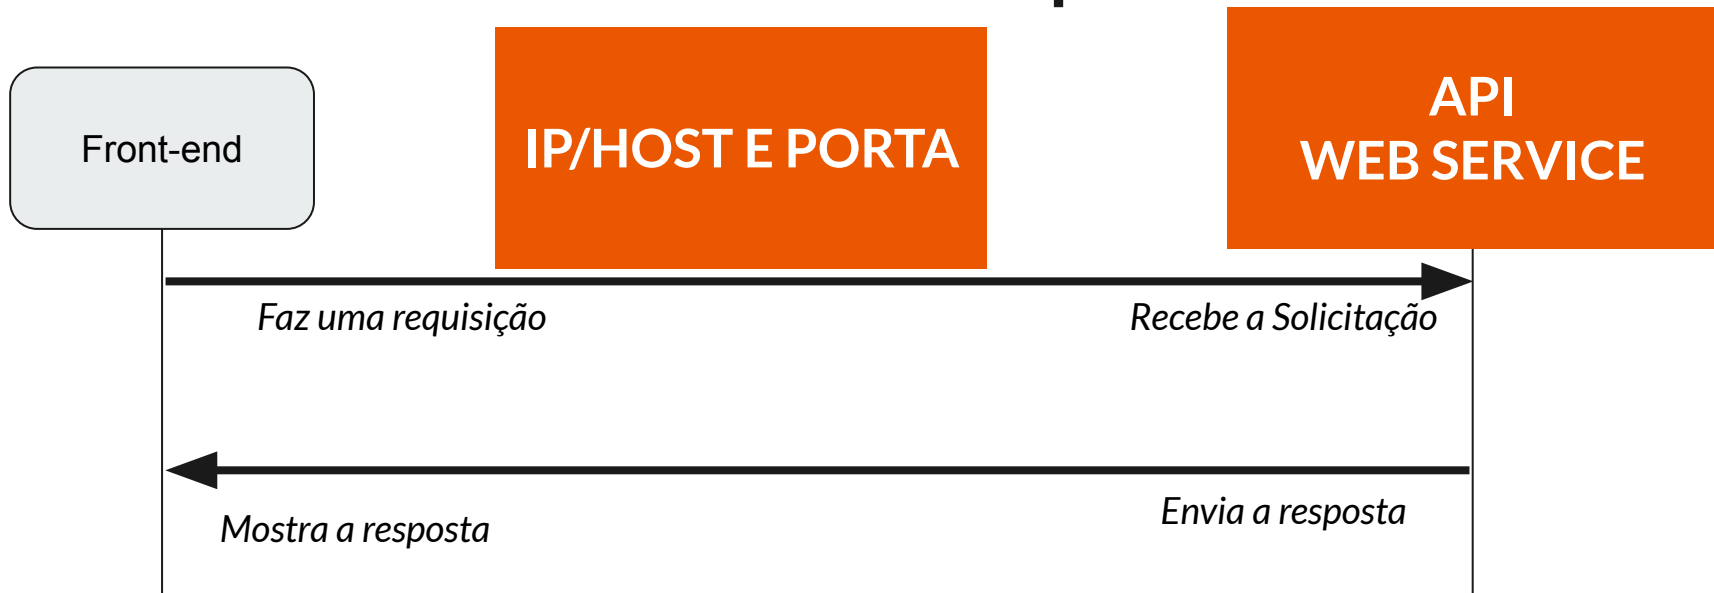 Front-end
IP/HOST E PORTA
API
WEB SERVICE
Faz uma requisição
Recebe a Solicitação
Envia a resposta
Mostra a resposta